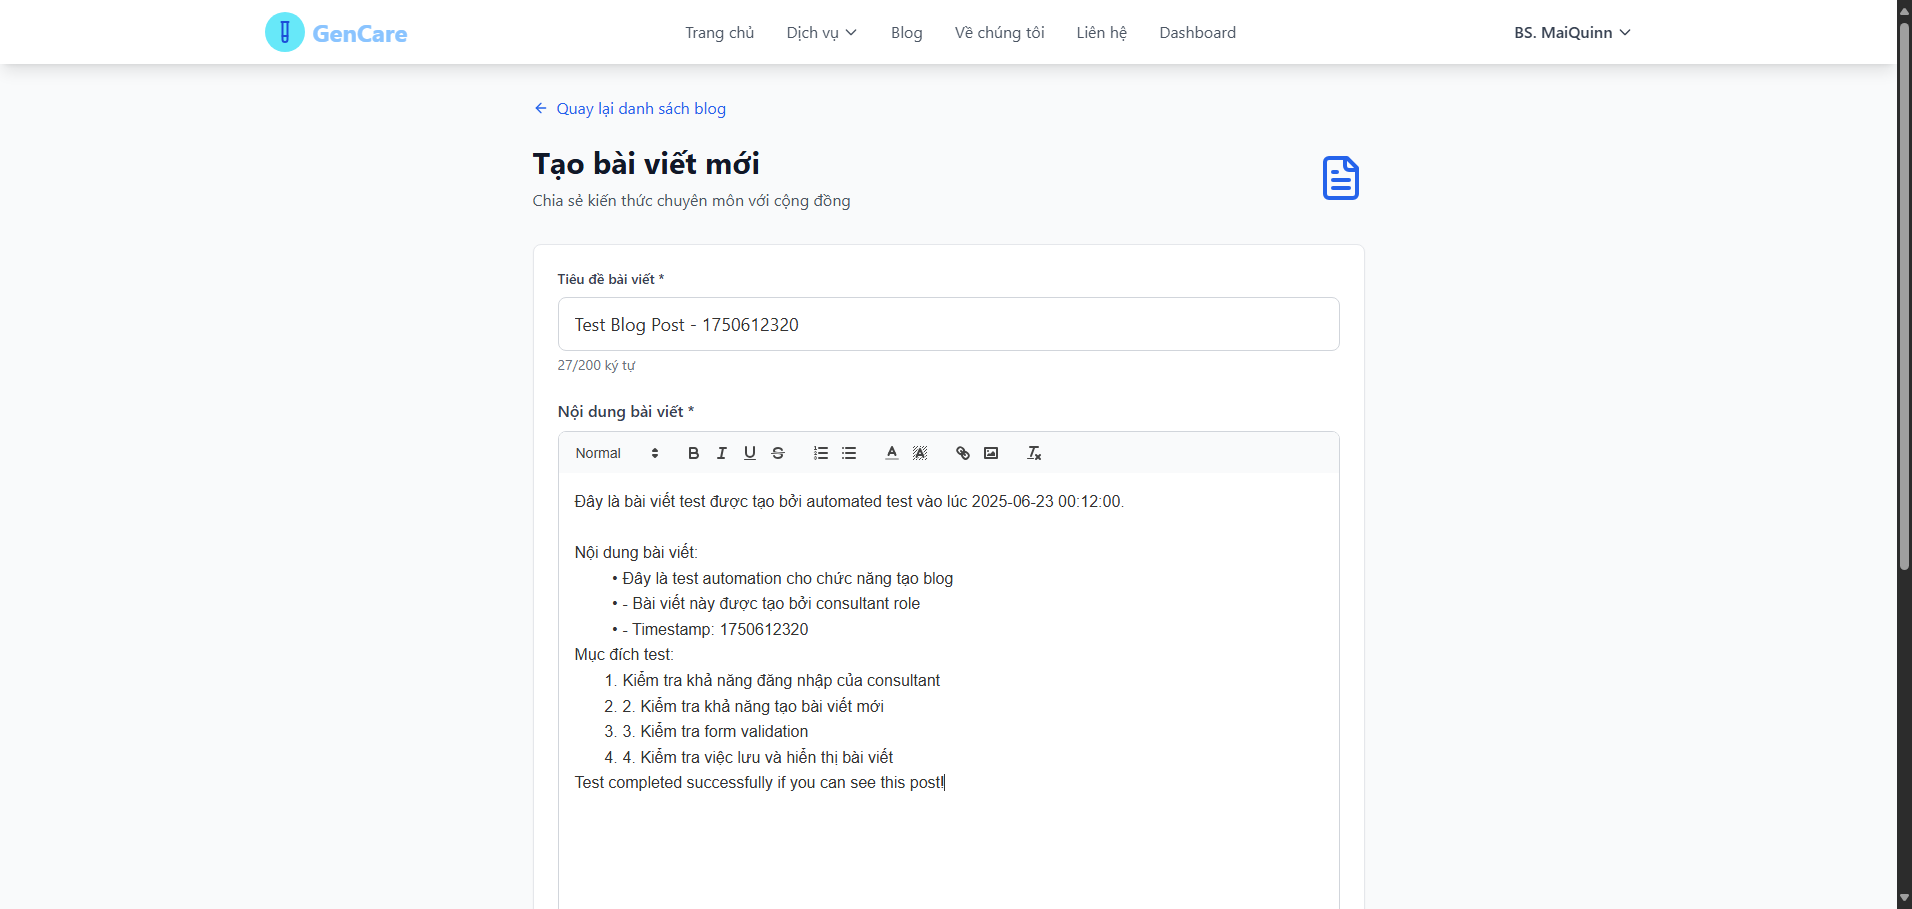 GenCare
Trang chủ
Dịch vụ
Blog
Về chúng tôi
Liên hệ
Dashboard
BS. MaiQuinn
Quay lại danh sách blog
Tạo bài viết mới
Chia sẻ kiến thức chuyên môn với cộng đồng
Tiêu đề bài viết *
Test Blog Post - 1750612320
27/200 ký tự
Nội dung bài viết *
Normal
Đây là bài viết test được tạo bởi automated test vào lúc 2025-06-23 00:12:00.
Nội dung bài viết:
• Đây là test automation cho chức năng tạo blog
• - Bài viết này được tạo bởi consultant role
• - Timestamp: 1750612320
Mục đích test:
1. Kiểm tra khả năng đăng nhập của consultant
2. 2. Kiểm tra khả năng tạo bài viết mới
3. 3. Kiểm tra form validation
4. 4. Kiểm tra việc lưu và hiển thị bài viết
Test completed successfully if you can see this post!